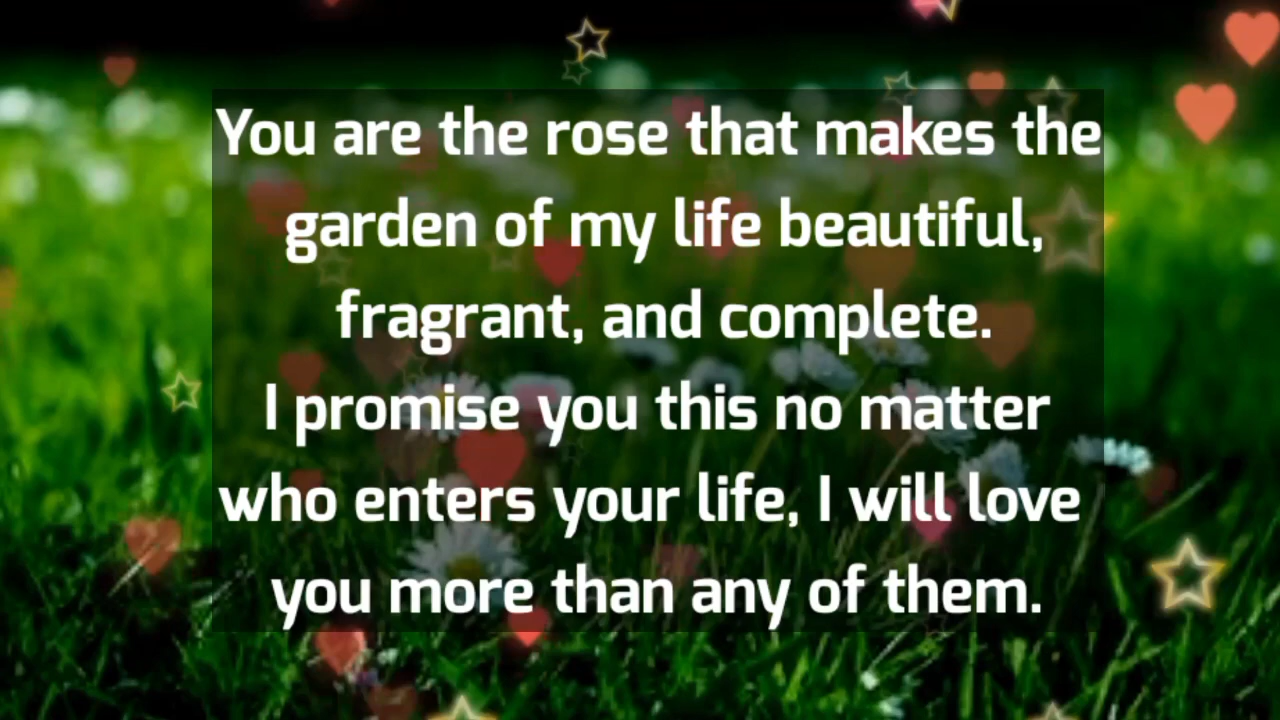 You are the rose that makes the
garden of my life beautiful,
fragrant, and complete.
I promise you this no matter
who enters your life, I will love
you more than any of them.